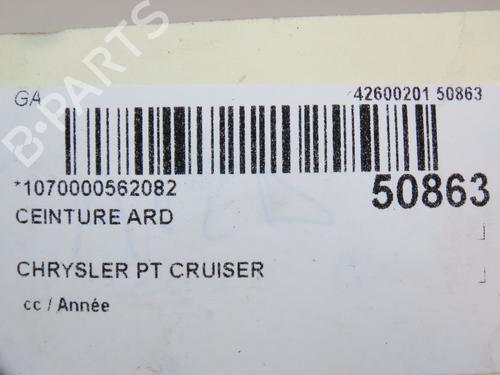 B-PARTS
GA
42600201 50863
*1070000562082
50863
CEINTURE ARD
CHRYSLER PT CRUISER
cc / Année